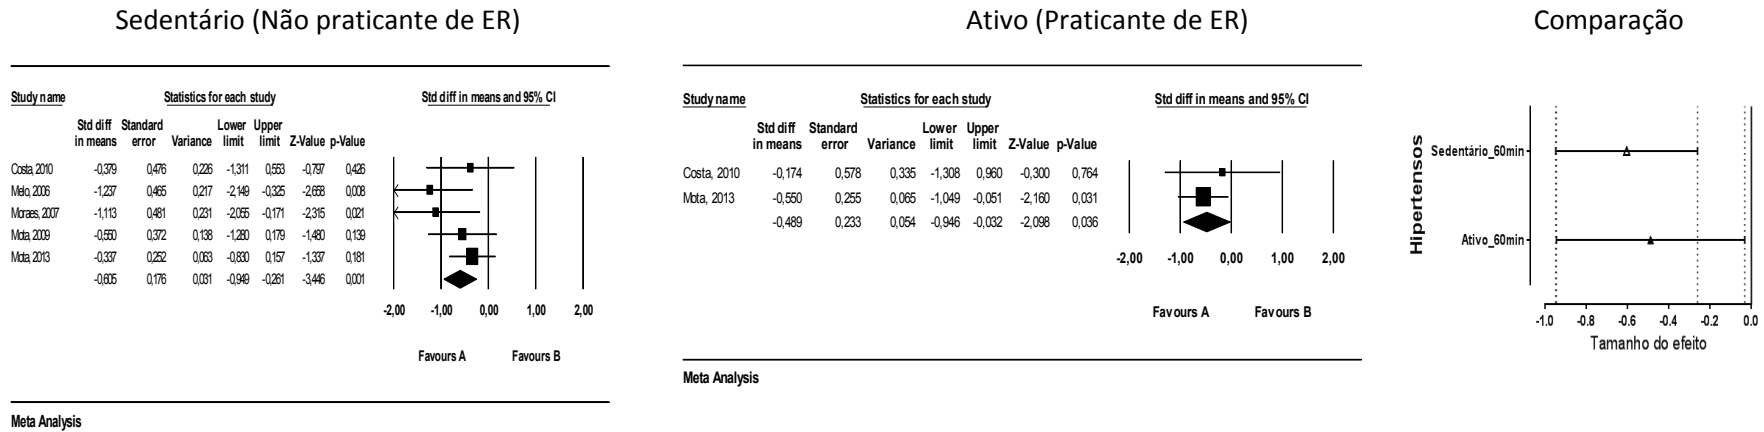 Sedentário (Não praticante de ER)
Study name Statistics for each study Std diff in means and 95% CI
Std diff Standard Lower Upper
in means error Variance limit limit Z-Value p-Value
Costa, 2010 -0,379 0,476 0,226 -1,311 0,553 -0,797 0,426
Melo, 2006 -1,237 0,465 0,217 -2,149 -0,325 -2,658 0,008
Moraes, 2007 -1,113 0,481 0,231 -2,055 -0,171 -2,315 0,021
Mota, 2009 -0,550 0,372 0,138 -1,280 0,179 -1,480 0,139
Mota, 2013 -0,337 0,252 0,063 -0,830 0,157 -1,337 0,181
-0,605 0,176 0,031 -0,949 -0,261 -3,446 0,001
-2,00 -1,00 0,00 1,00 2,00
Favours A Favours B
Meta Analysis
Ativo (Praticante de ER)
Study name Statistics for each study Std diff in means and 95% CI
Std diff Standard Lower Upper
in means error Variance limit limit Z-Value p-Value
Costa, 2010 -0,174 0,578 0,335 -1,308 0,960 -0,300 0,764
Mota, 2013 -0,550 0,255 0,065 -1,049 -0,051 -2,160 0,031
-0,489 0,233 0,054 -0,946 -0,032 -2,098 0,036
-2,00 -1,00 0,00 1,00 2,00
Favours A Favours B
Meta Analysis
Comparação
Hipertensos
Sedentário_60min
Ativo_60min
-1.0 -0.8 -0.6 -0.4 -0.2 0.0
Tamanho do efeito